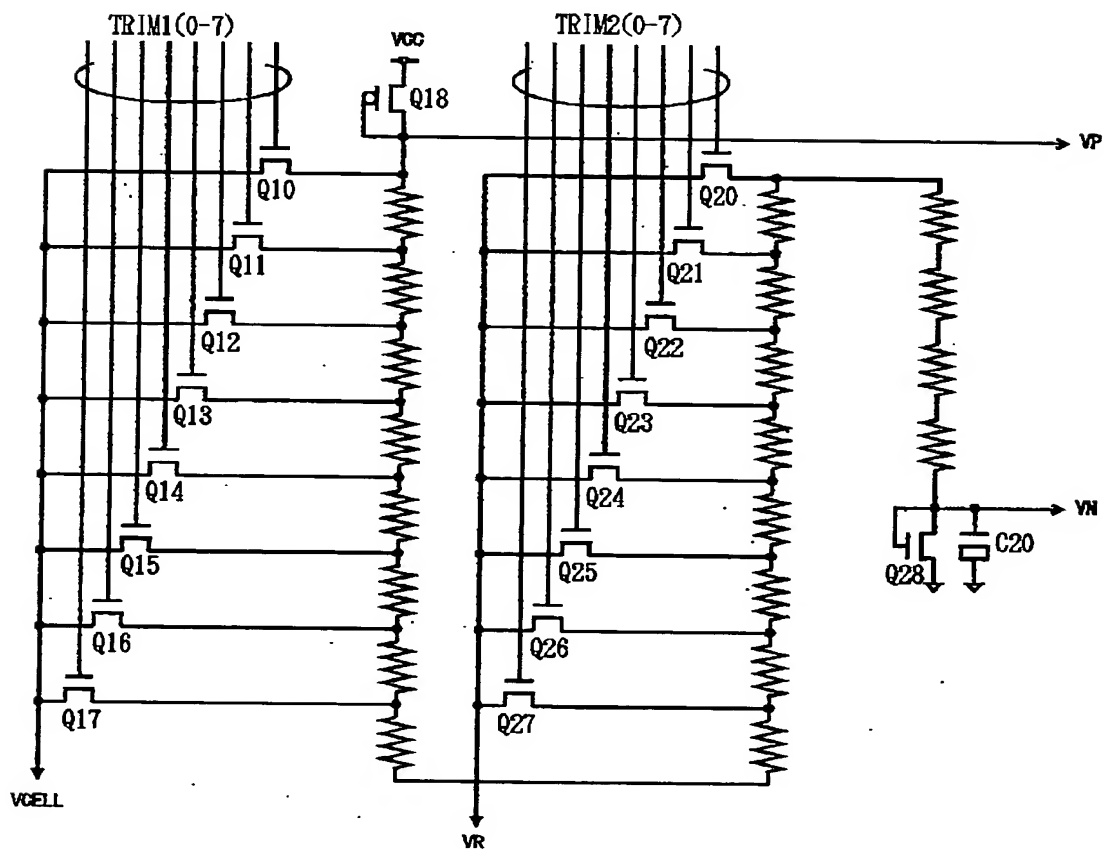 TRIM1(0-7)
TRIM2(0-7)
VCC
Q18
VP
Q10
Q20
Q11
Q21
Q12
Q22
Q13
Q23
Q14
Q24
VN
Q15
Q25
Q28
C20
Q16
Q26
Q17
Q27
VCELL
VR